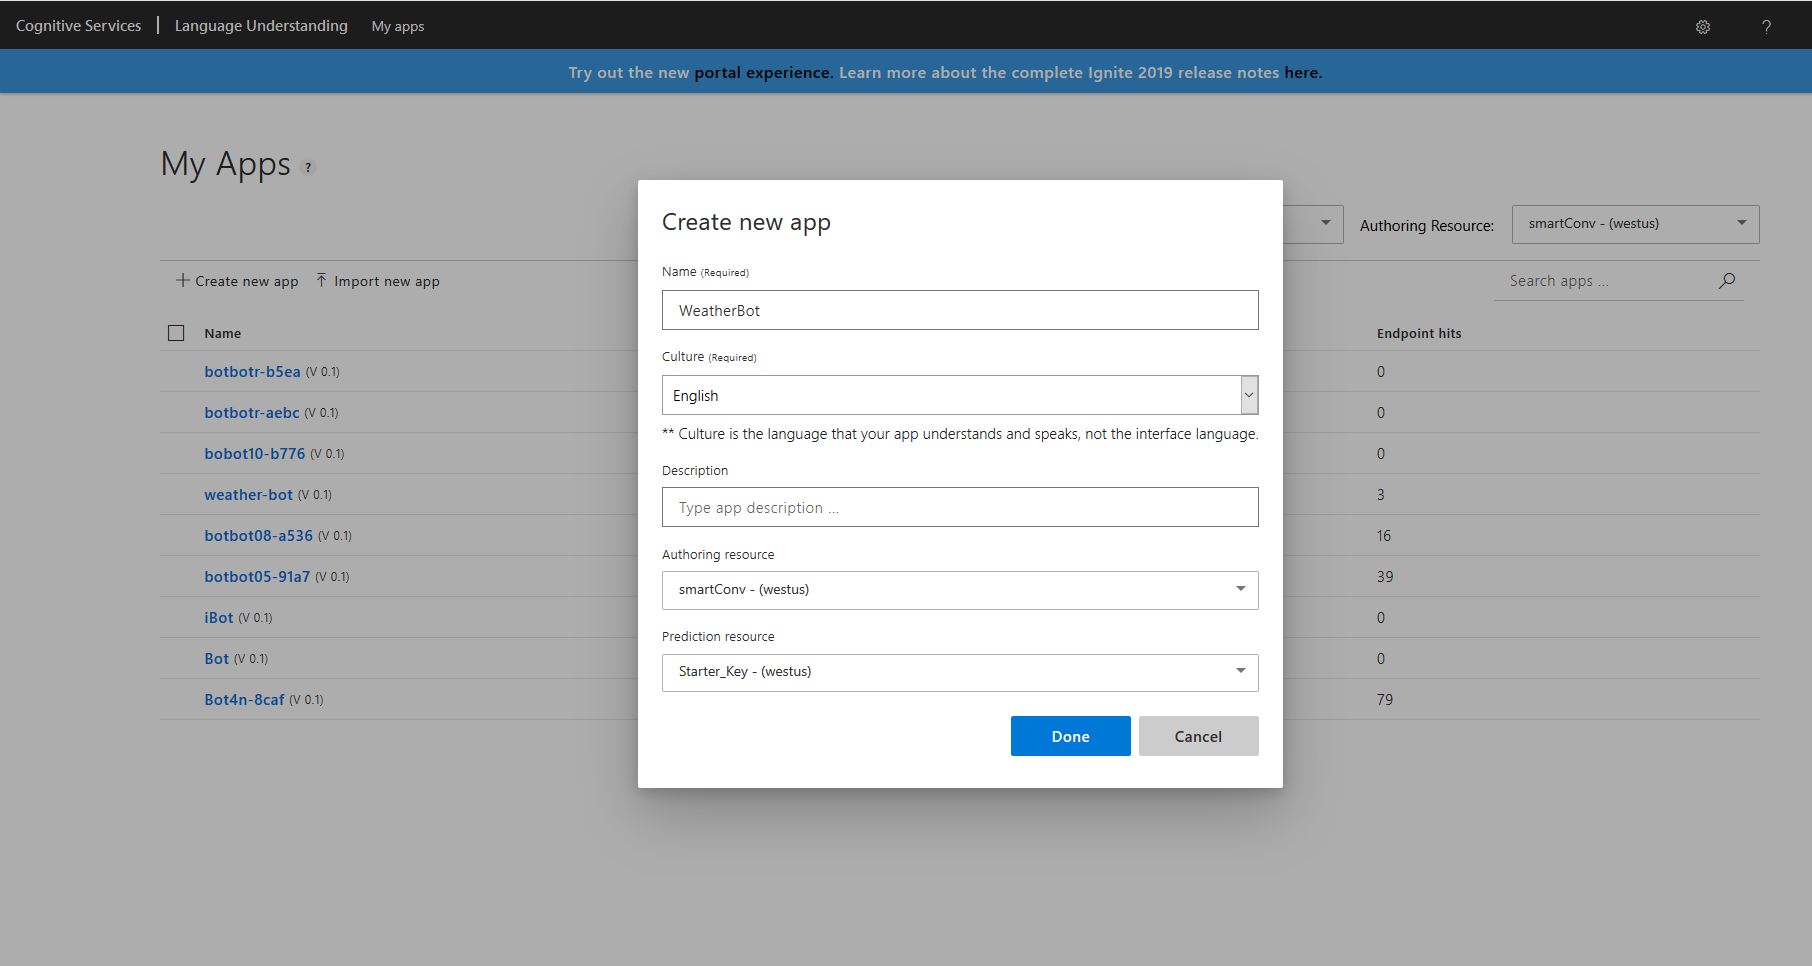 Cognitive Services | Language Understanding My apps ?
Try out the new portal experience. Learn more about the complete Ignite 2019 release notes here.
My Apps ?
Authoring Resource: smartConv - (westus)
+ Create new app Import new app
Search apps ...
Name Endpoint hits
botbotr-b5ea (V 0.1) 0
botbotr-aebc (V 0.1) 0
bobot10-b776 (V 0.1) 0
weather-bot (V 0.1) 3
botbot08-a536 (V 0.1) 16
botbot05-91a7 (V 0.1) 39
iBot (V 0.1) 0
Bot (V 0.1) 0
Bot4n-8caf (V 0.1) 79
Create new app
Name (Required)
WeatherBot
Culture (Required)
English
** Culture is the language that your app understands and speaks, not the interface language.
Description
Type app description ...
Authoring resource
smartConv - (westus)
Prediction resource
Starter_Key - (westus)
Done Cancel